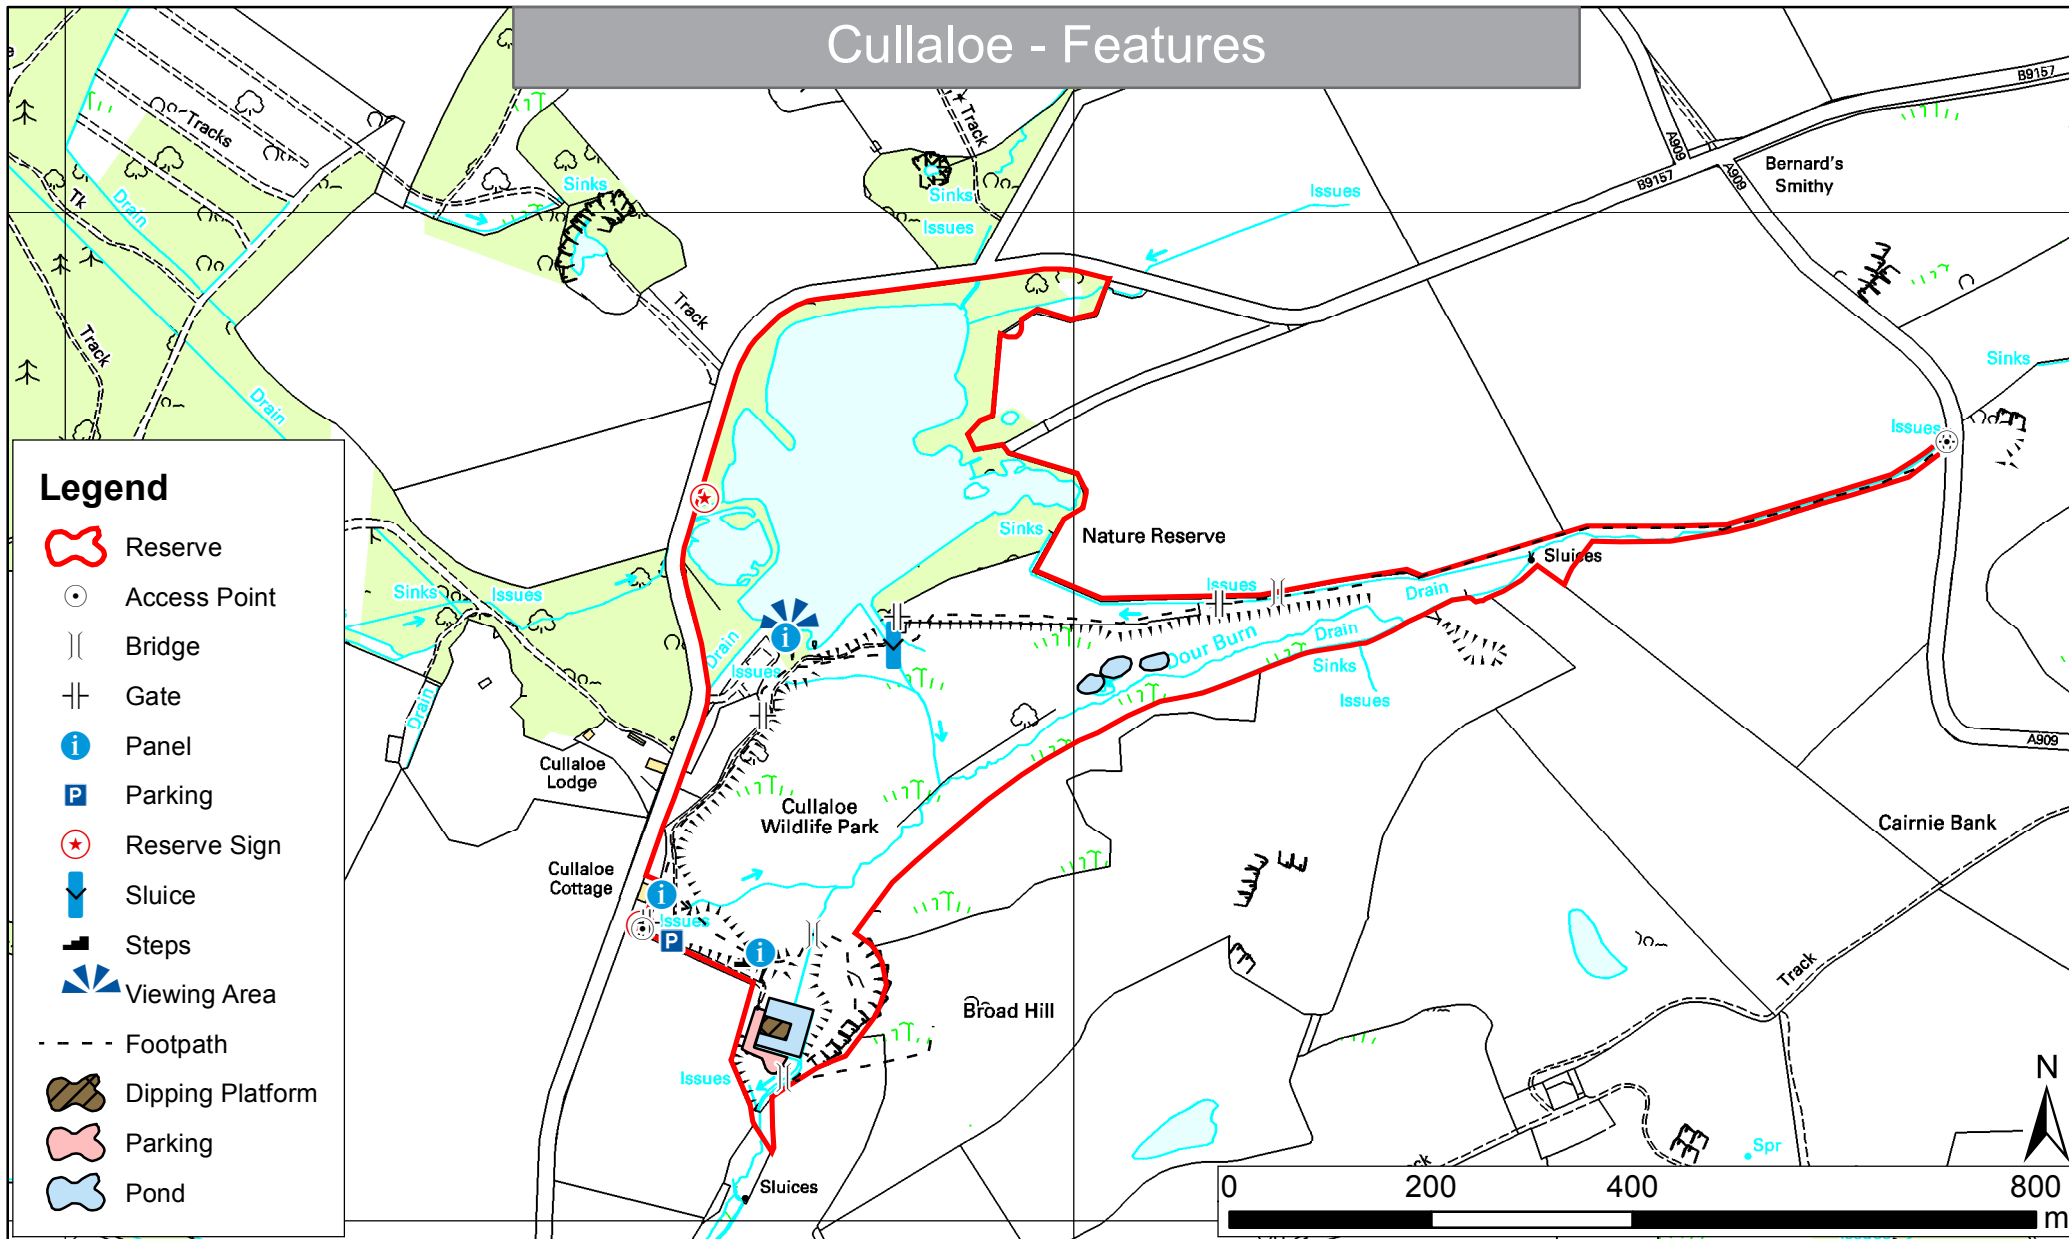 Cullaloe - Features
B9157
Tracks
Track
A909
Bernard's
Smithy
A909
B9157
Sinks
Sinks
Issues
Issues
Tk
Drain
Track
Track
Drain
Sinks
Issues
Legend
Reserve
Access Point
Bridge
Gate
Panel
Parking
Reserve Sign
Sluice
Steps
Viewing Area
Footpath
Dipping Platform
Parking
Pond
Sinks
Nature Reserve
Sluices
Sinks
Issues
Issues
Drain
Drain
Issues
Dour Burn
Drain
Sinks
Issues
Drain
Cullaloe
Lodge
A909
Cullaloe
Wildlife Park
Cairnie Bank
Cullaloe
Cottage
Issues
P
Track
Broad Hill
Issues
N
Spr
Sluices
0 200 400 800
m